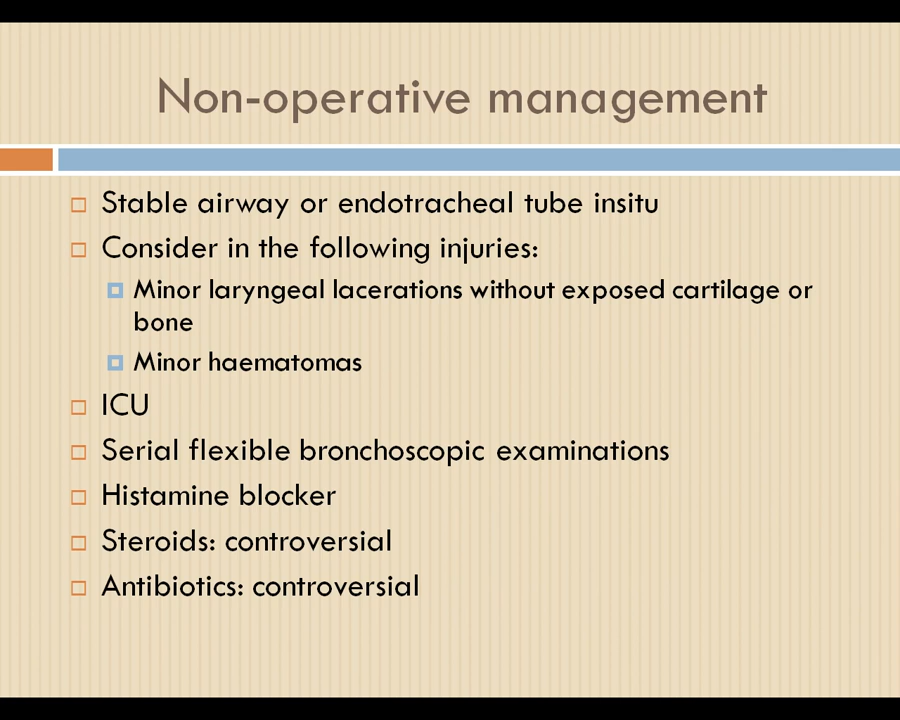 Non-operative management
Stable airway or endotracheal tube insitu
Consider in the following injuries:
Minor laryngeal lacerations without exposed cartilage or
bone
Minor haematomas
ICU
Serial flexible bronchoscopic examinations
Histamine blocker
Steroids: controversial
Antibiotics: controversial